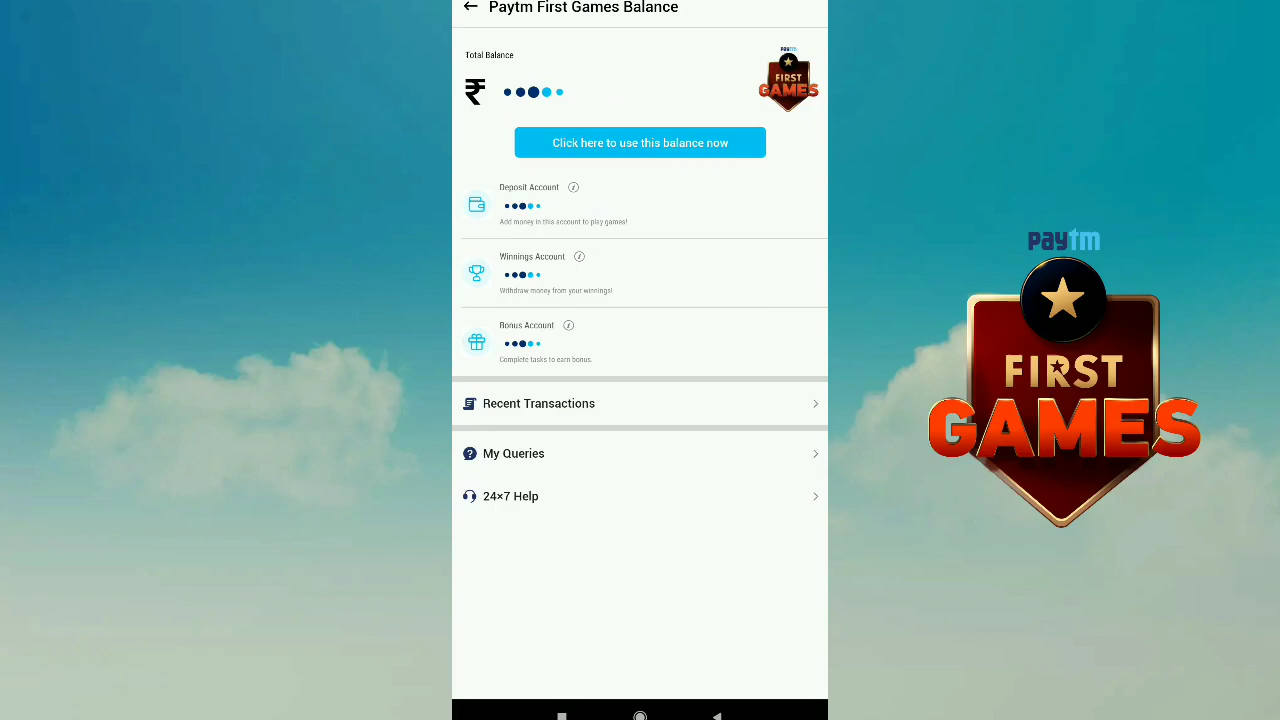 Paytm First Games Balance
Total Balance
₹
paytm
FIRST
GAMES
Click here to use this balance now
Deposit Account
Add money in this account to play games!
Winnings Account
Withdraw money from your winnings!
Bonus Account
Complete tasks to earn bonus.
Recent Transactions
My Queries
24×7 Help
paytm
FIRST
GAMES